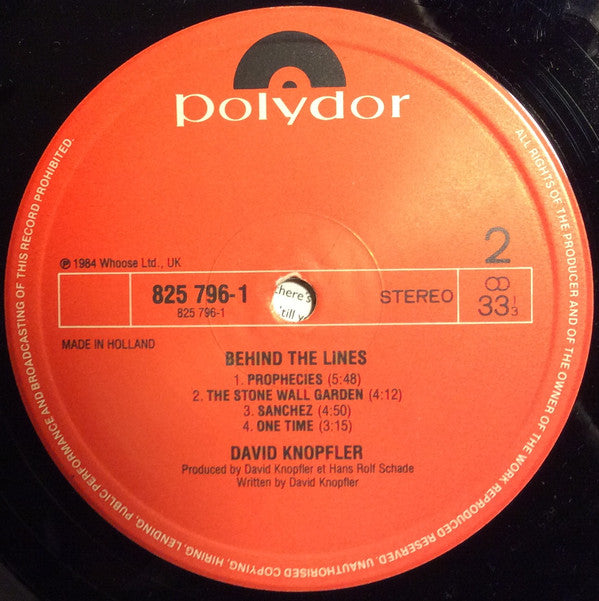 polydor
ALL RIGHTS OF THE PRODUCER AND OF THE OWNER OF THE WORK REPRODUCED RESERVED. UNAUTHORISED COPYING, HIRING, LENDING, PUBLIC PERFORMANCE AND BROADCASTING OF THIS RECORD PROHIBITED.
℗ 1984 Whoose Ltd., UK
2
825 796-1
825 796-1
here's
'till y
STEREO
33 1/3
MADE IN HOLLAND
BEHIND THE LINES
1. PROPHECIES (5:48)
2. THE STONE WALL GARDEN (4:12)
3. SANCHEZ (4:50)
4. ONE TIME (3:15)
DAVID KNOPFLER
Produced by David Knopfler et Hans Rolf Schade
Written by David Knopfler